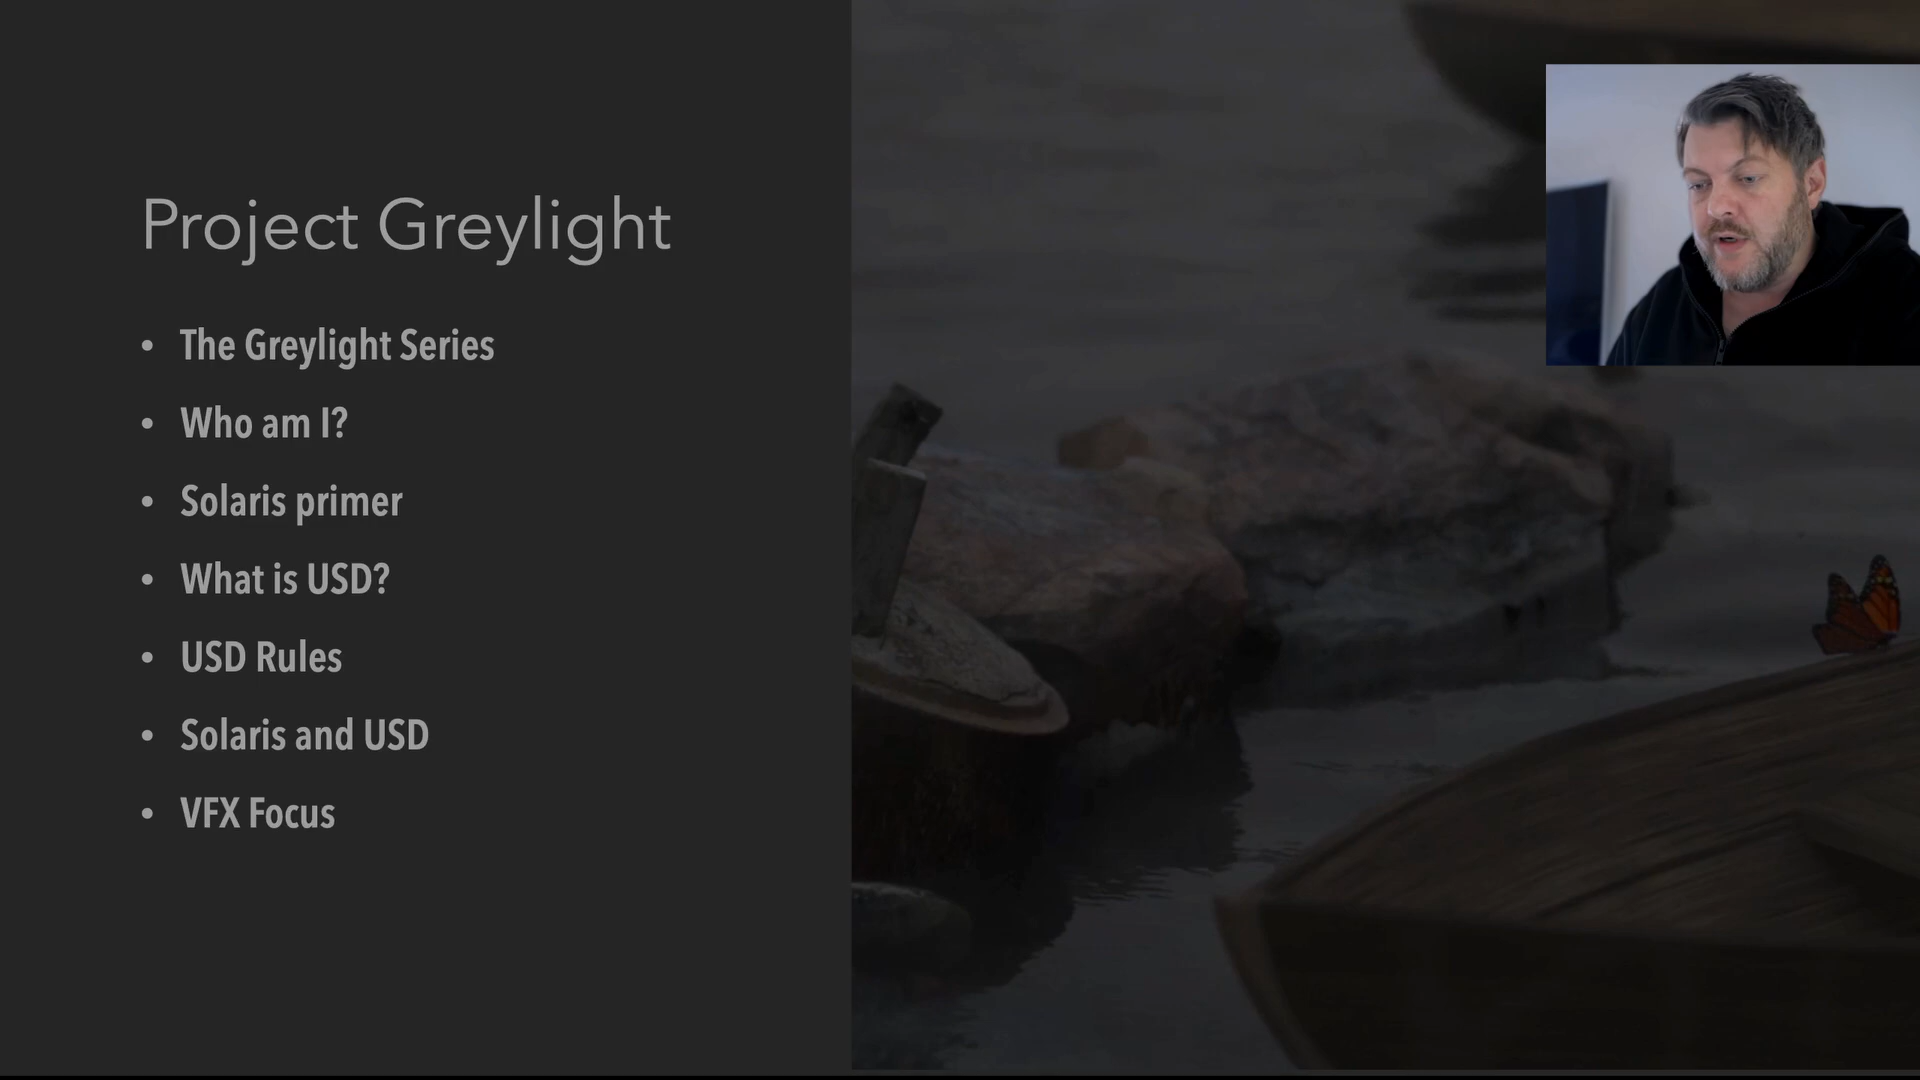 Project Greylight
• The Greylight Series
• Who am I?
• Solaris primer
• What is USD?
• USD Rules
• Solaris and USD
• VFX Focus